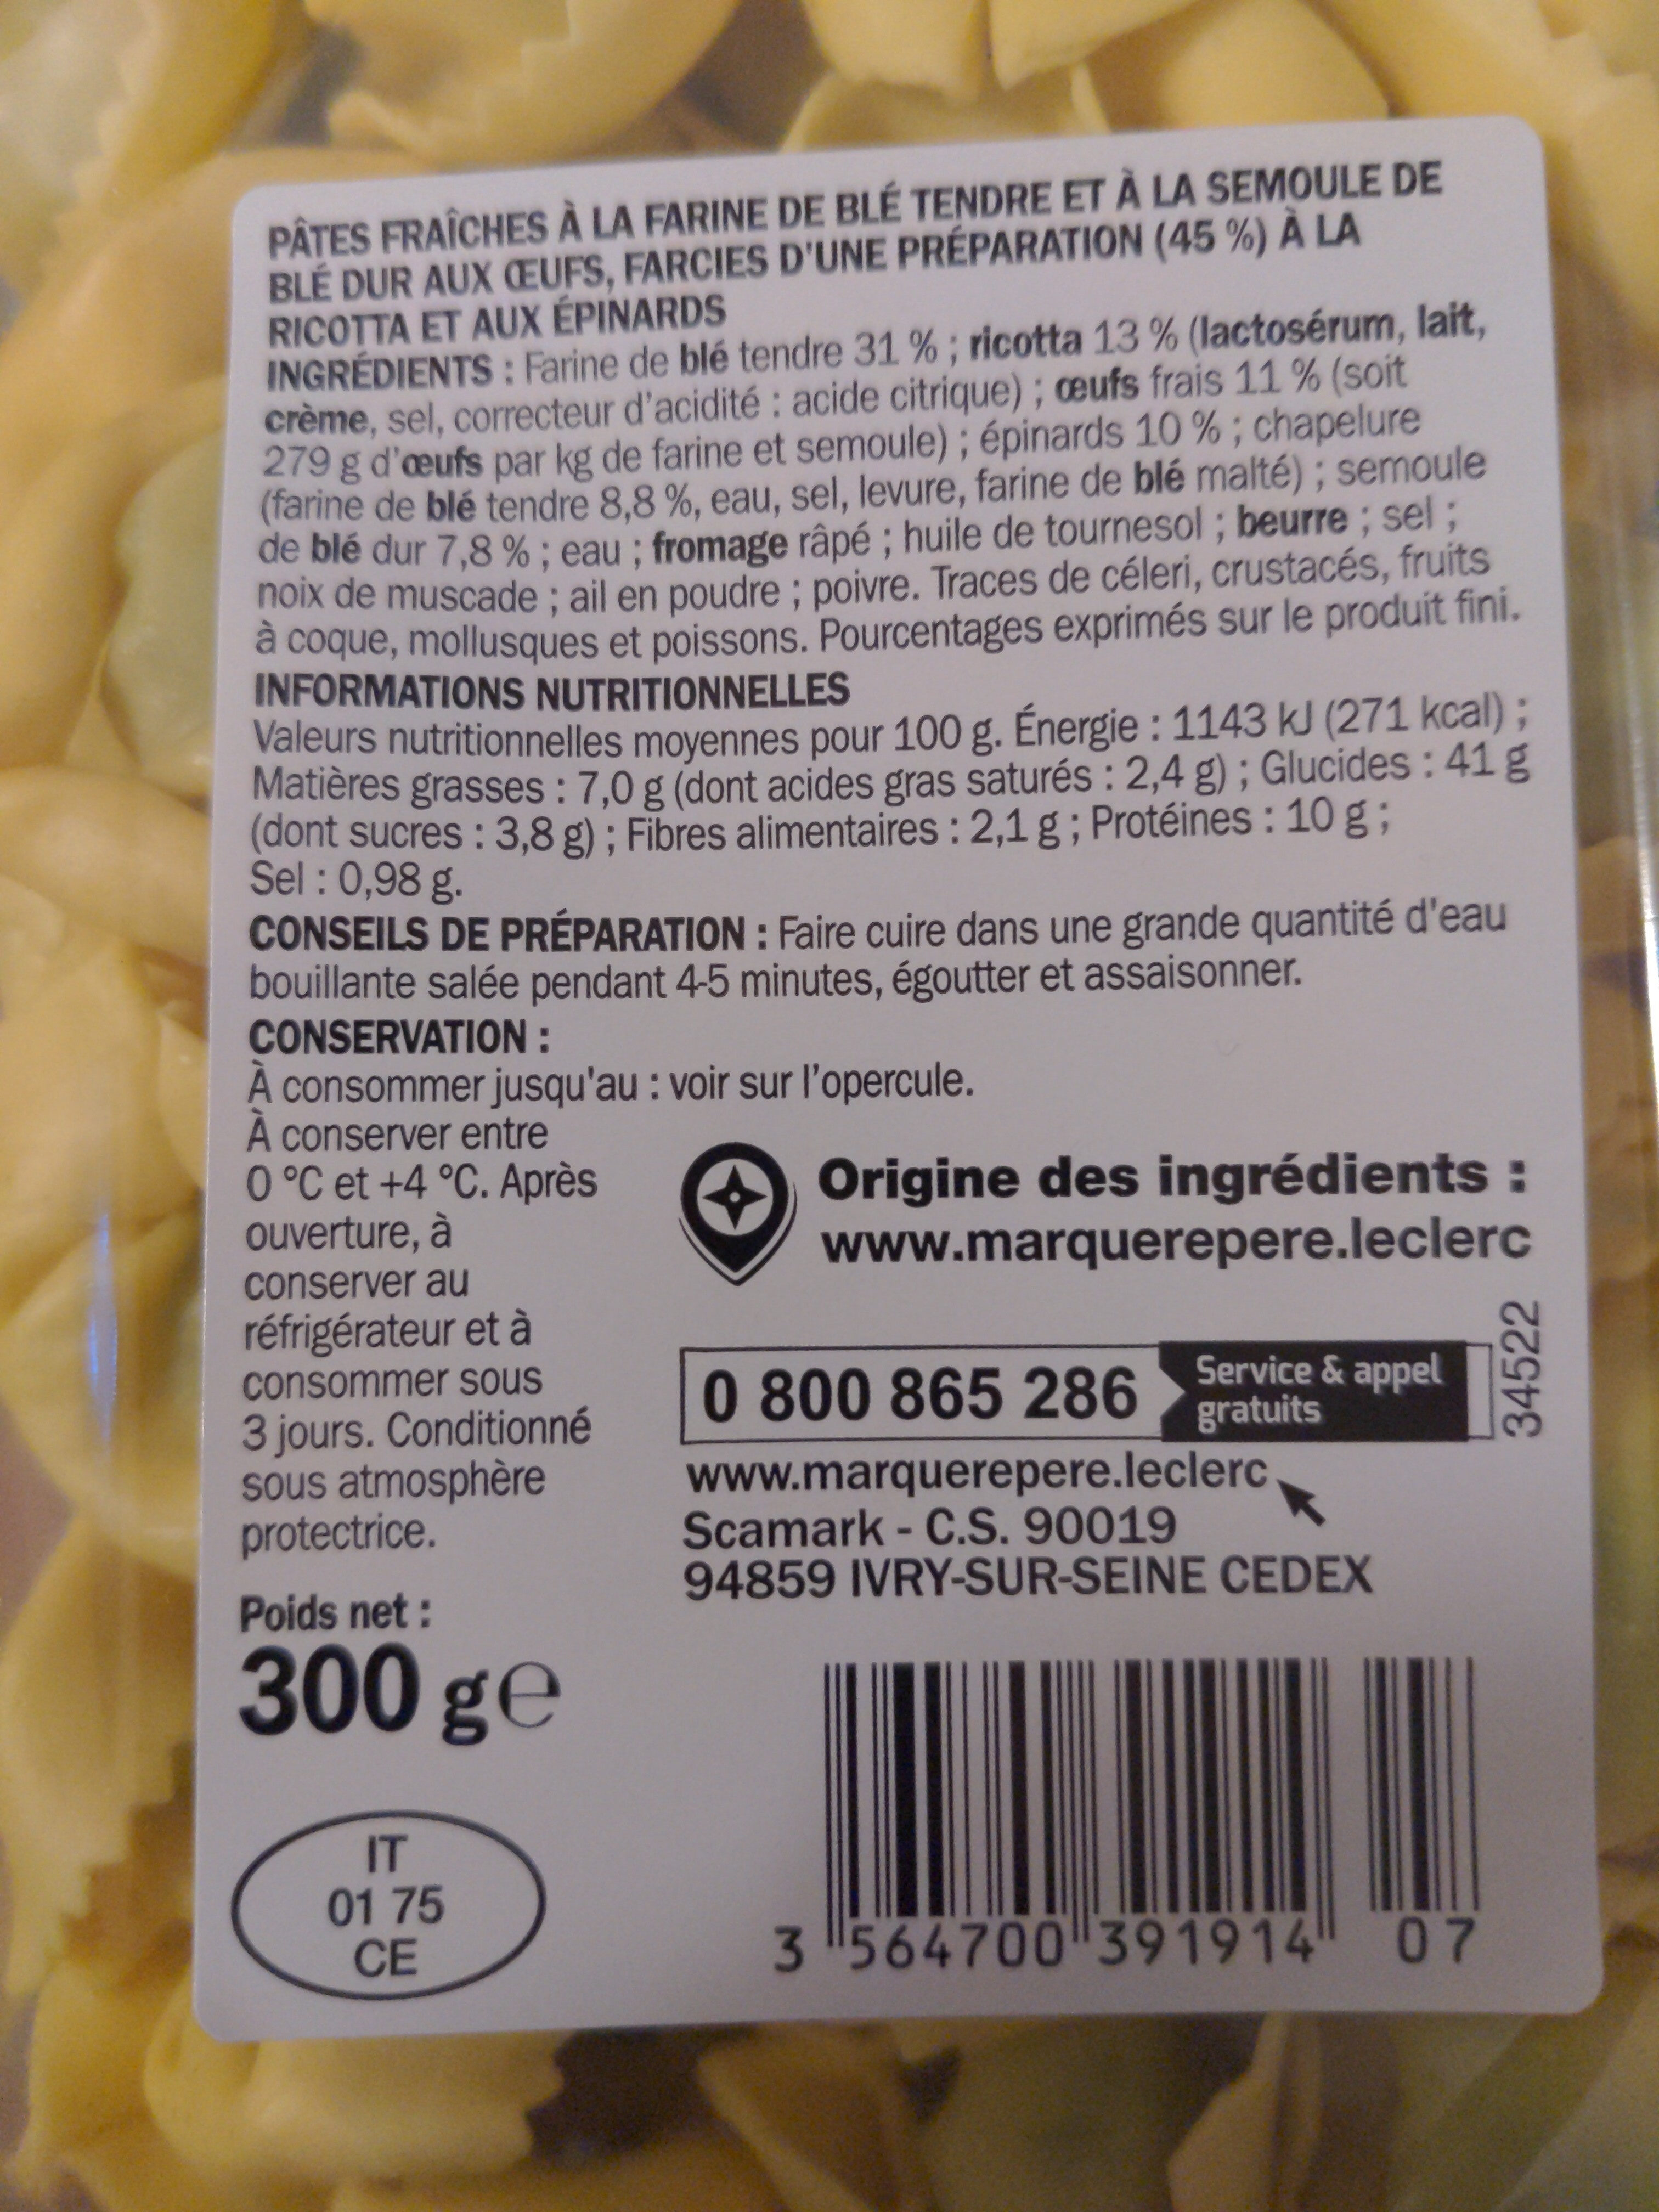 PÂTES FRAÎCHES À LA FARINE DE BLÉ TENDRE ET À LA SEMOULE DE
BLÉ DUR AUX ŒUFS, FARCIES D'UNE PRÉPARATION (45 %) À LA
RICOTTA ET AUX ÉPINARDS
INGRÉDIENTS : Farine de blé tendre 31 % ; ricotta 13 % (lactosérum, lait,
crème, sel, correcteur d'acidité : acide citrique) ; œufs frais 11 % (soit
279 g d'œufs par kg de farine et semoule) ; épinards 10 % ; chapelure
(farine de blé tendre 8,8 %, eau, sel, levure, farine de blé malté) ; semoule
de blé dur 7,8 % ; eau ; fromage râpé ; huile de tournesol ; beurre ; sel ;
noix de muscade ; ail en poudre ; poivre. Traces de céleri, crustacés, fruits
à coque, mollusques et poissons. Pourcentages exprimés sur le produit fini.
INFORMATIONS NUTRITIONNELLES
Valeurs nutritionnelles moyennes pour 100 g. Énergie : 1143 kJ (271 kcal) ;
Matières grasses : 7,0 g (dont acides gras saturés : 2,4 g) ; Glucides : 41 g
(dont sucres : 3,8 g) ; Fibres alimentaires : 2,1 g ; Protéines : 10 g ;
Sel : 0,98 g.
CONSEILS DE PRÉPARATION : Faire cuire dans une grande quantité d'eau
bouillante salée pendant 4-5 minutes, égoutter et assaisonner.
CONSERVATION :
À consommer jusqu'au : voir sur l'opercule.
À conserver entre
0 °C et +4 °C. Après
ouverture, à
conserver au
réfrigérateur et à
consommer sous
3 jours. Conditionné
sous atmosphère
protectrice.
Origine des ingrédients :
www.marquerepere.leclerc
0 800 865 286
Service & appel
gratuits
34522
www.marquerepere.leclerc
Scamark - C.S. 90019
94859 IVRY-SUR-SEINE CEDEX
Poids net :
300 g ℮
IT
01 75
CE
3 564700 391914 07